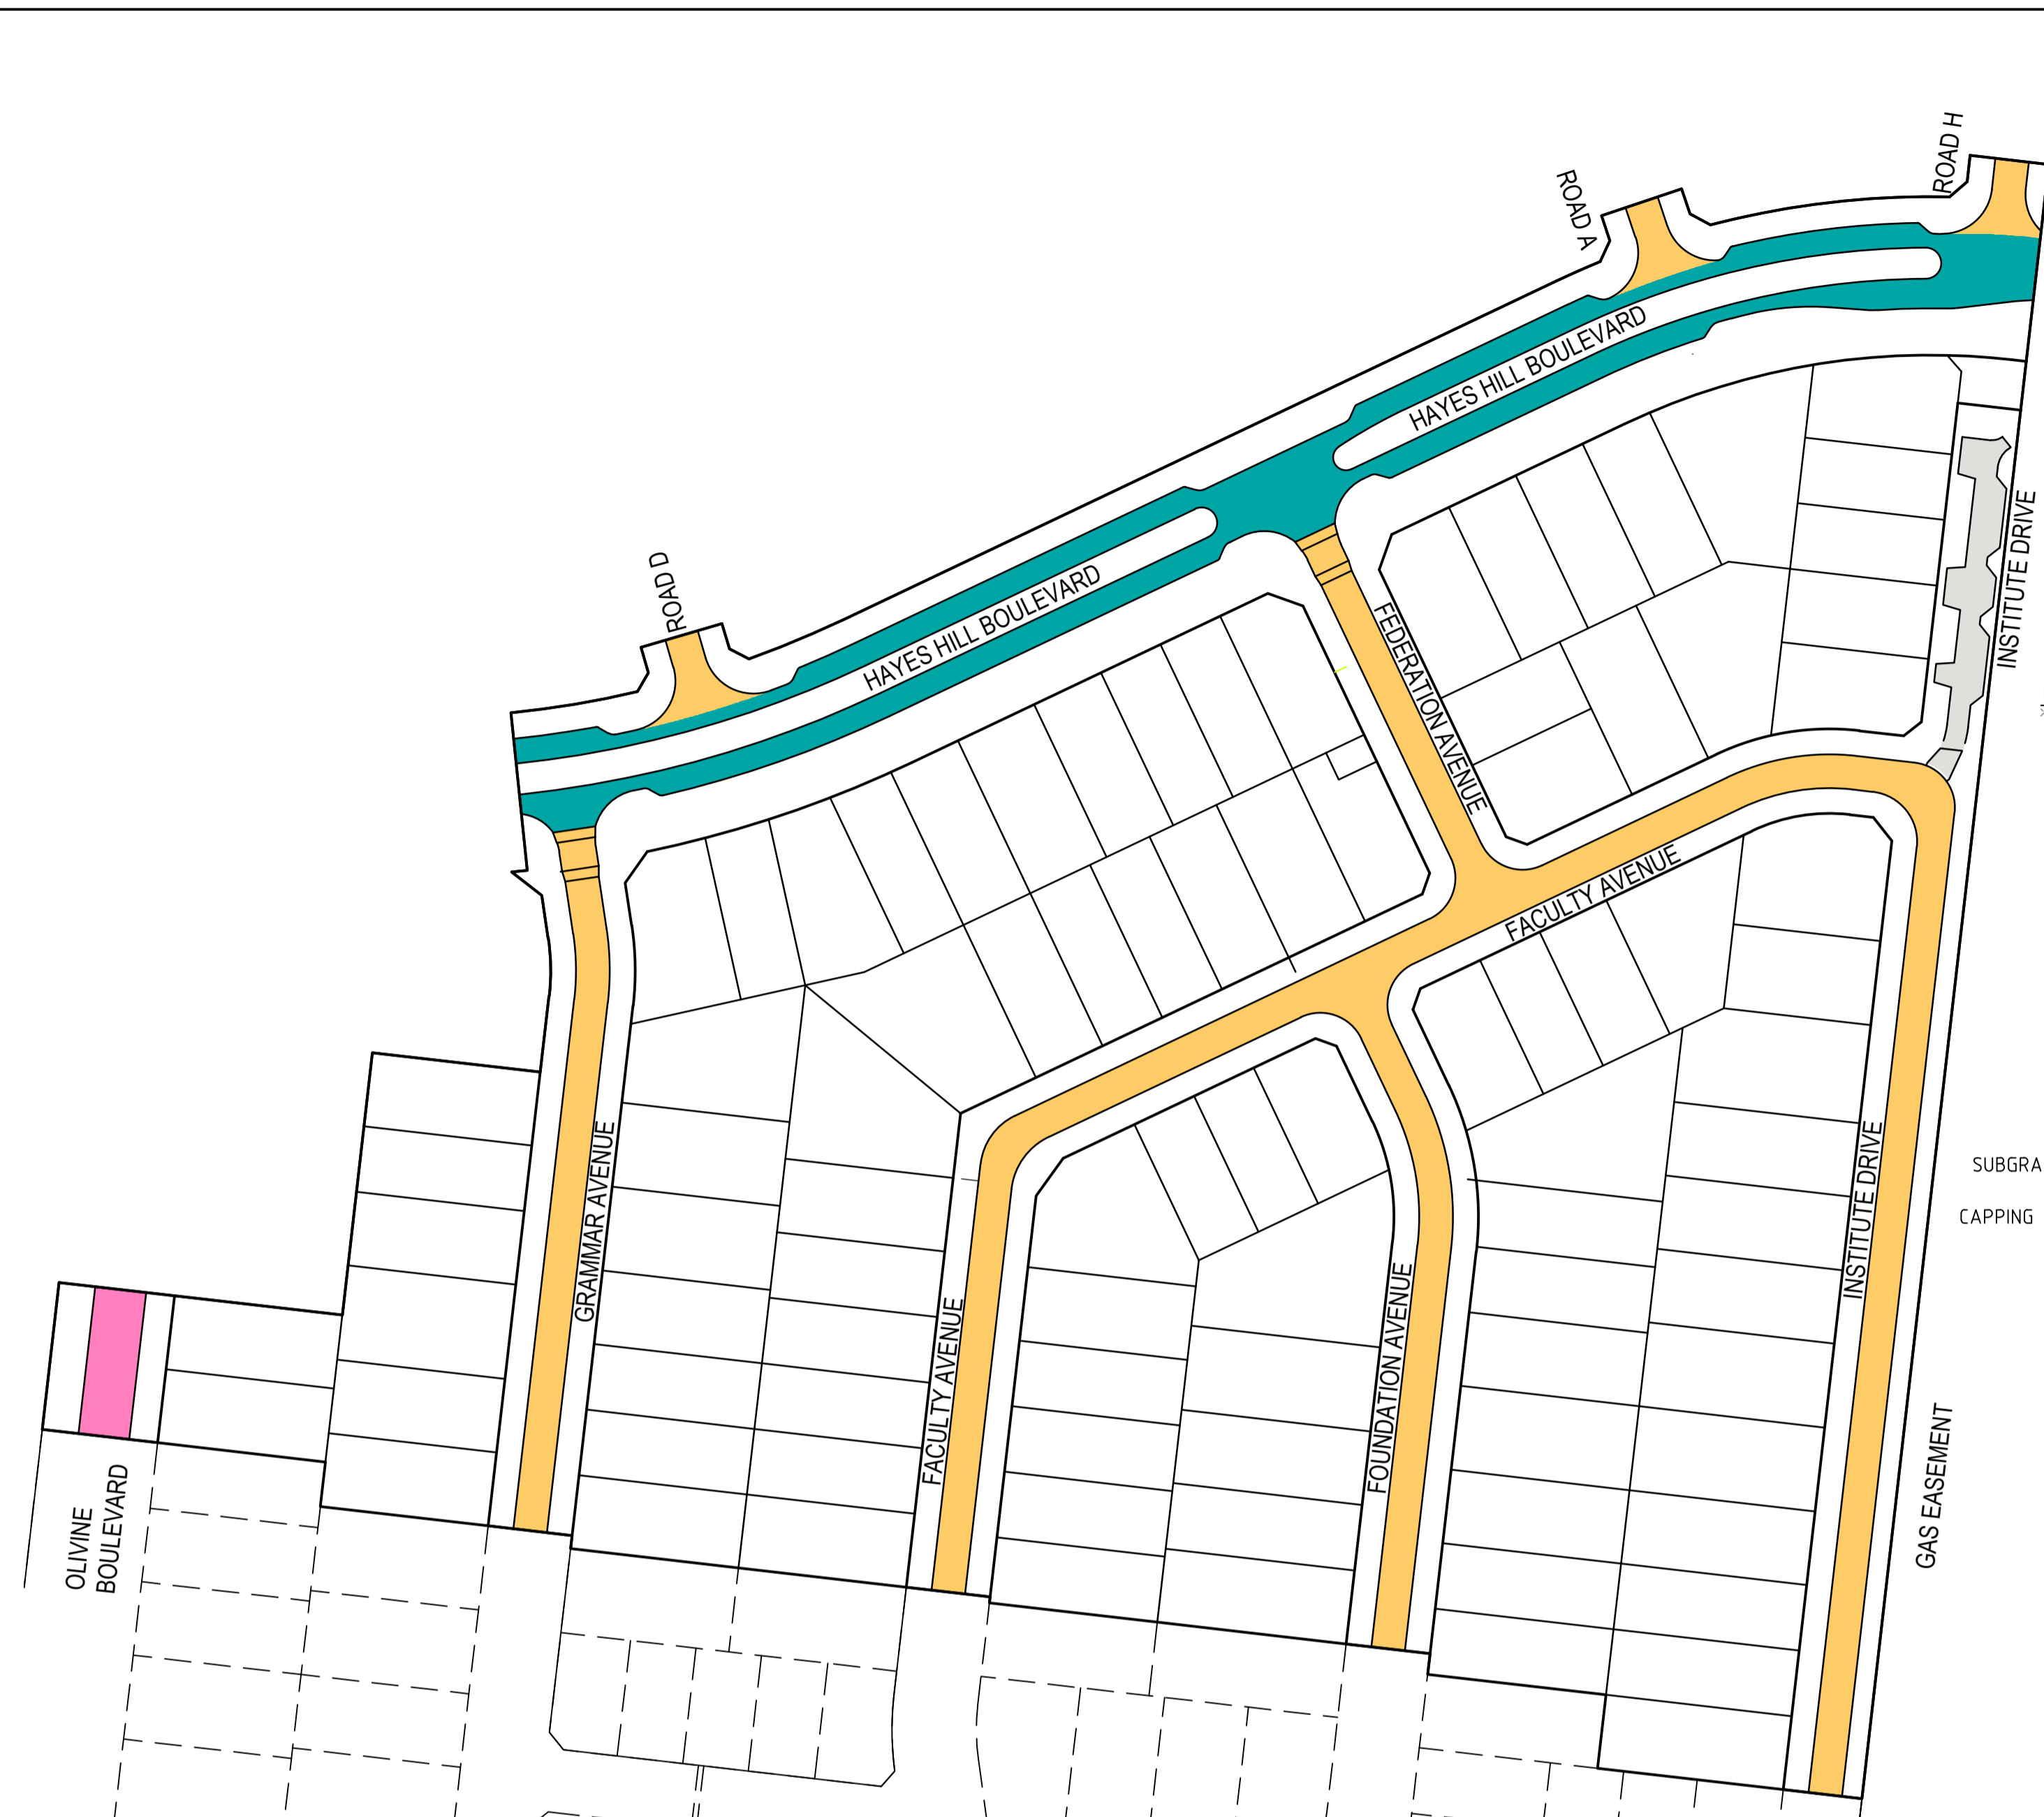 ROAD H
ROAD A
HAYES HILL BOULEVARD
INSTITUTE DRIVE
ROAD D
HAYES HILL BOULEVARD
FEDERATION AVENUE
FACULTY AVENUE
SUBGRA
CAPPING
GRAMMAR AVENUE
INSTITUTE DRIVE
FACULTY AVENUE
FOUNDATION AVENUE
GAS EASEMENT
OLIVINE
BOULEVARD